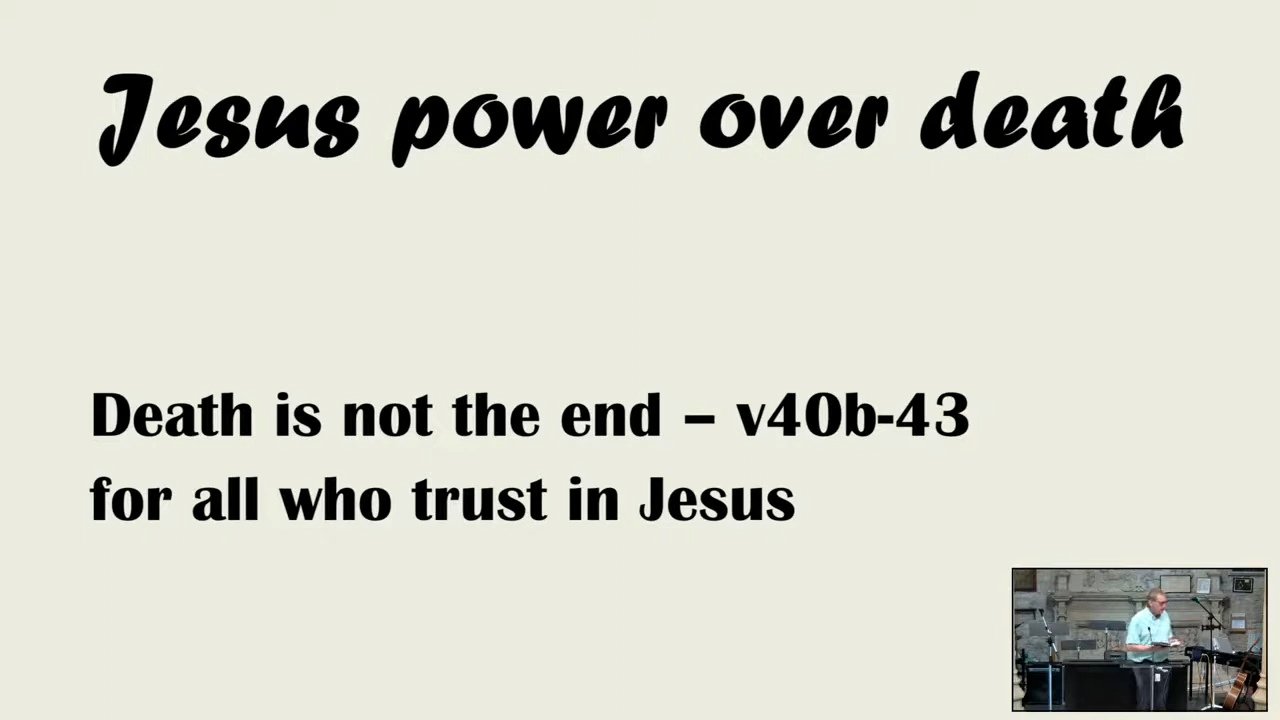 Jesus power over death
Death is not the end – v40b-43
for all who trust in Jesus